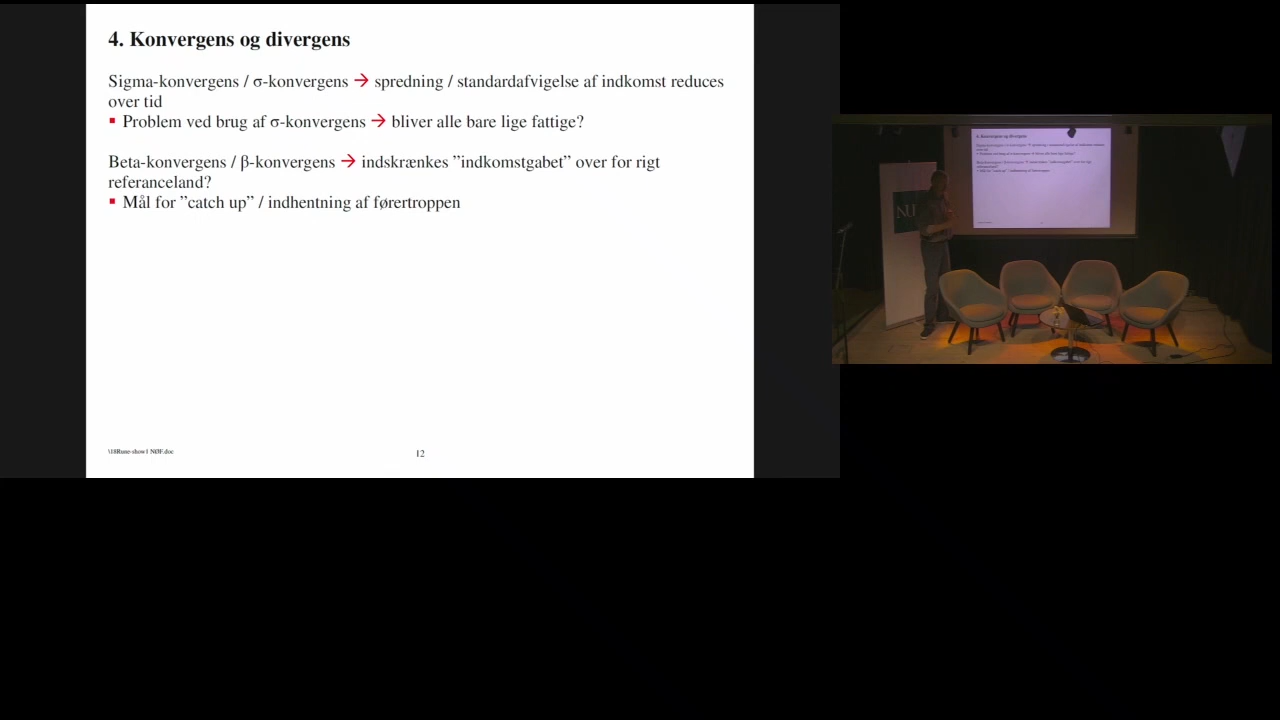 4. Konvergens og divergens
Sigma-konvergens / σ-konvergens → spredning / standardafvigelse af indkomst reduces
over tid
▪ Problem ved brug af σ-konvergens → bliver alle bare lige fattige?
Beta-konvergens / β-konvergens → indskrænkes ”indkomstgabet” over for rigt
referanceland?
▪ Mål for ”catch up” / indhentning af førertroppen
\18Rune-show1 NØF.doc
12